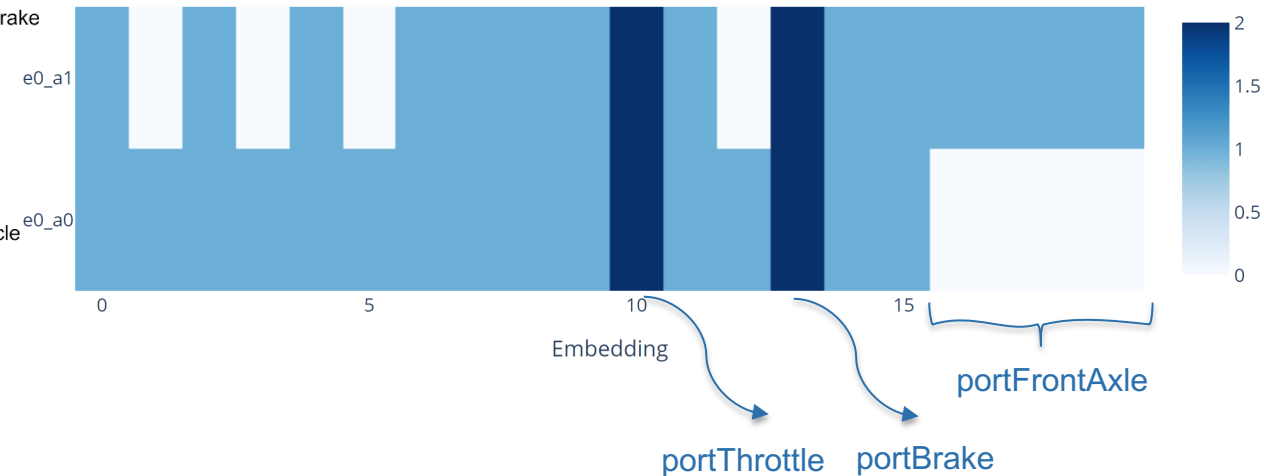 rake
e0_a1
cle
e0_a0
0
5
10
15
Embedding
2
1.5
1
0.5
0
portFrontAxle
portThrottle
portBrake